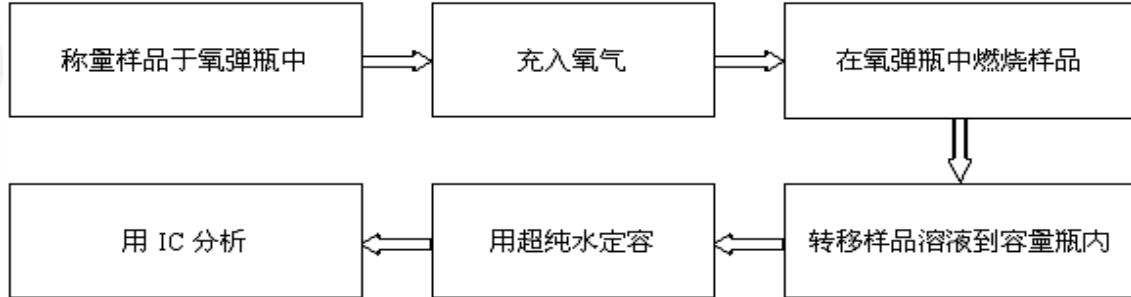 称量样品于氧弹瓶中
充入氧气
在氧弹瓶中燃烧样品
转移样品溶液到容量瓶内
用超纯水定容
用 IC 分析